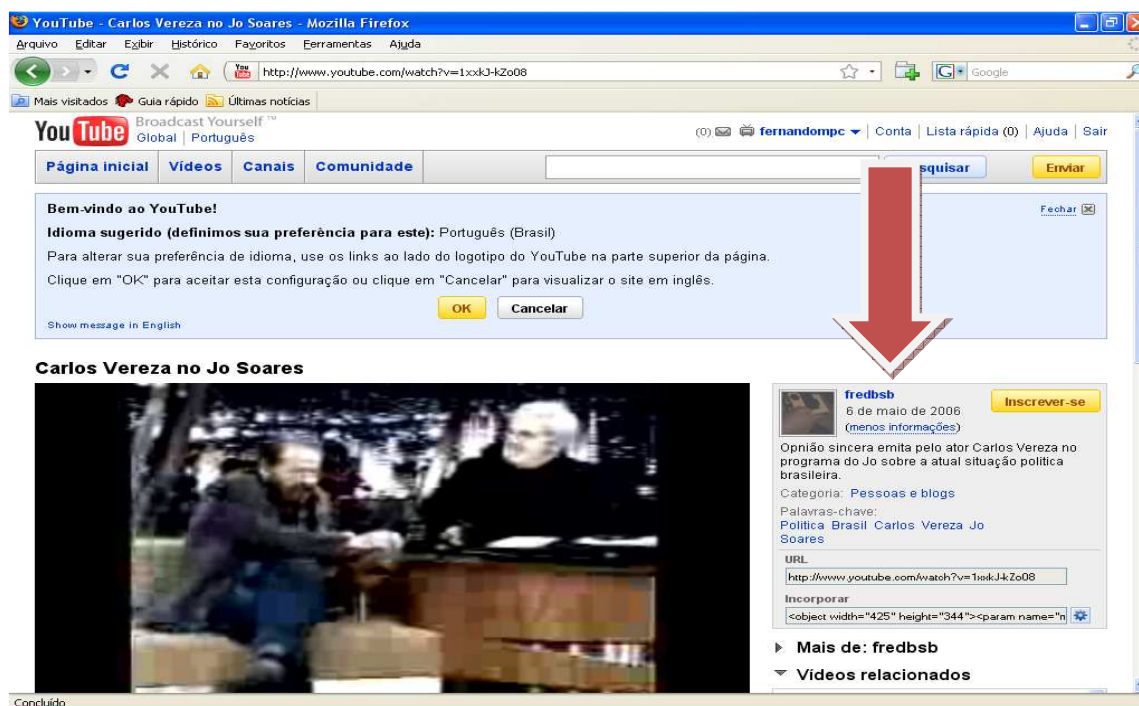 YouTube - Carlos Vereza no Jo Soares - Mozilla Firefox
Arquivo Editar Exibir Histórico Favoritos Ferramentas Ajuda
http://www.youtube.com/watch?v=1xxkJ-kZo08
Google
Mais visitados Guia rápido Últimas notícias
YouTube Broadcast Yourself ™
Global | Português
(0) fernandompc | Conta | Lista rápida (0) | Ajuda | Sair
Página inicial Vídeos Canais Comunidade
squisar Enviar
Bem-vindo ao YouTube!
Fechar
Idioma sugerido (definimos sua preferência para este): Português (Brasil)
Para alterar sua preferência de idioma, use os links ao lado do logotipo do YouTube na parte superior da página.
Clique em "OK" para aceitar esta configuração ou clique em "Cancelar" para visualizar o site em inglês.
OK Cancelar
Show message in English
Carlos Vereza no Jo Soares
fredbsb
6 de maio de 2006
(menos informações)
Inscrever-se
Opnião sincera emita pelo ator Carlos Vereza no
programa do Jo sobre a atual situação politica
brasileira.
Categoria: Pessoas e blogs
Palavras-chave:
Politica Brasil Carlos Vereza Jo
Soares
URL
http://www.youtube.com/watch?v=1xxkJ-kZo08
Incorporar
<object width="425" height="344"><param name="n
Mais de: fredbsb
Vídeos relacionados
Concluído